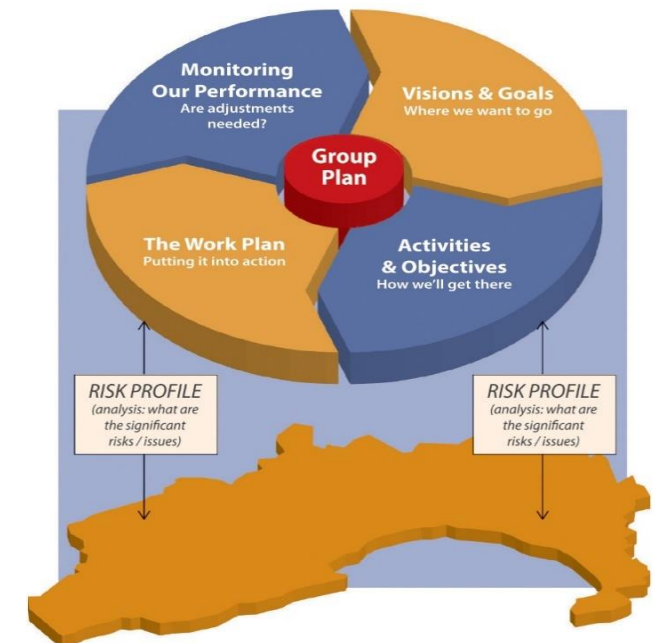 Monitoring
Our Performance
Are adjustments
needed?
Visions & Goals
Where we want to go
Group
Plan
The Work Plan
Putting it into action
Activities
& Objectives
How we'll get there
RISK PROFILE
(analysis: what are
the significant
risks / issues)
RISK PROFILE
(analysis: what are
the significant
risks / issues)